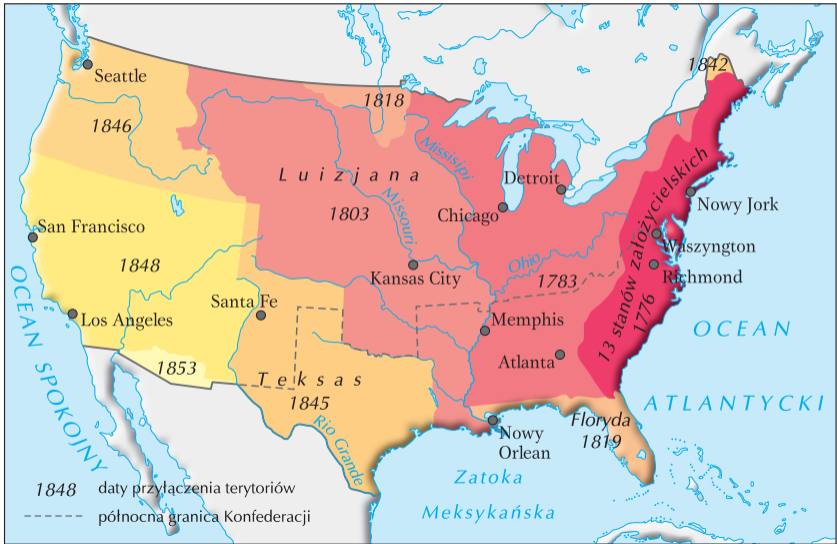 1842
Seattle
1818
1846
Missisipi
Luizjana
Detroit
13 stanów założycielskich
1776
Missouri
Nowy Jork
1803
Chicago
San Francisco
Waszyngton
Ohio
1848
Kansas City
1783
Richmond
OCEAN SPOKOJNY
Santa Fe
Los Angeles
Memphis
OCEAN
ATLANTYCKI
1853
Atlanta
Teksas
1845
Rio Grande
Floryda
1819
Nowy
Orlean
Zatoka
Meksykańska
1848 daty przyłączenia terytoriów
północna granica Konfederacji